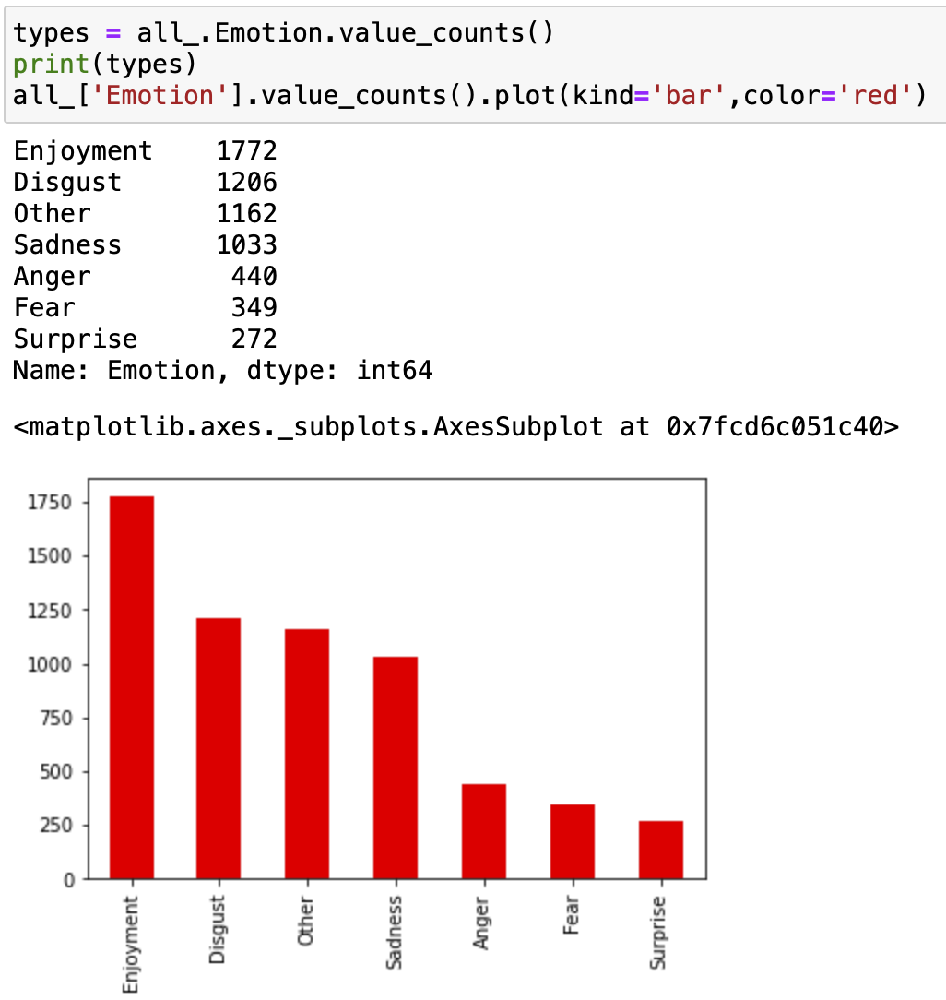 types = all_.Emotion.value_counts()
print(types)
all_['Emotion'].value_counts().plot(kind='bar',color='red')
Enjoyment    1772
Disgust      1206
Other        1162
Sadness      1033
Anger         440
Fear          349
Surprise      272
Name: Emotion, dtype: int64
<matplotlib.axes._subplots.AxesSubplot at 0x7fcd6c051c40>
1750
1500
1250
1000
750
500
250
0
Enjoyment
Disgust
Other
Sadness
Anger
Fear
Surprise